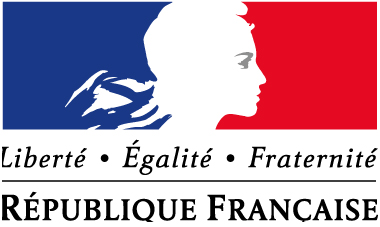 Liberté • Égalité • Fraternité
RÉPUBLIQUE FRANÇAISE